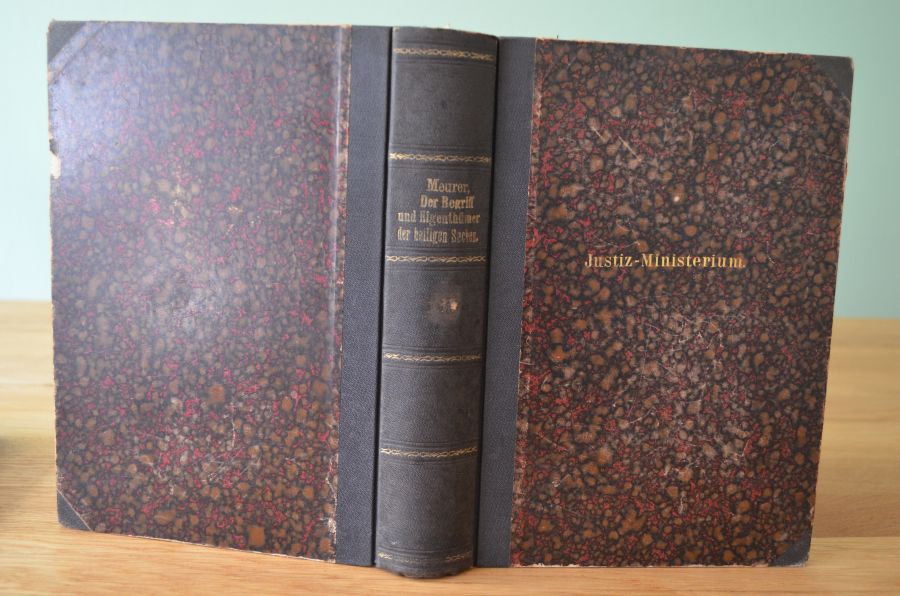 Meurer,
Der Begriff
und Eigenthümer
der heiligen Sachen.
Justiz-Ministerium.